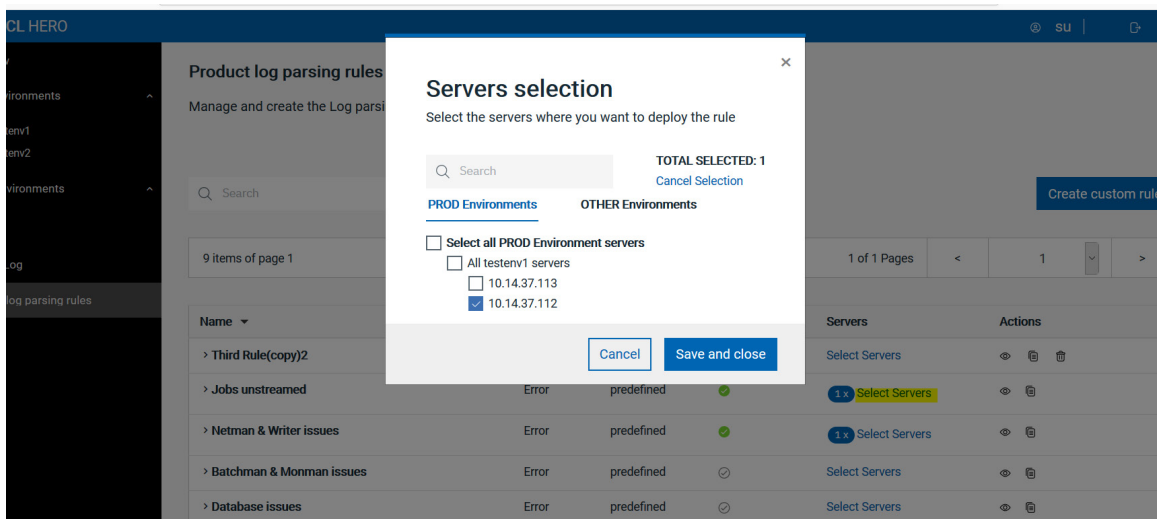 CL HERO
su
Product log parsing rules
Manage and create the Log parsi
vironments
tenv1
tenv2
vironments
Log
log parsing rules
Search
Create custom rule
9 items of page 1
1 of 1 Pages
<
1
>
Servers selection
Select the servers where you want to deploy the rule
Search
TOTAL SELECTED: 1
Cancel Selection
PROD Environments
OTHER Environments
Select all PROD Environment servers
All testenv1 servers
10.14.37.113
10.14.37.112
Cancel
Save and close
Name
Servers
Actions
> Third Rule(copy)2
Select Servers
> Jobs unstreamed
Error
predefined
1 x
Select Servers
> Netman & Writer issues
Error
predefined
1 x
Select Servers
> Batchman & Monman issues
Error
predefined
Select Servers
> Database issues
Error
predefined
Select Servers